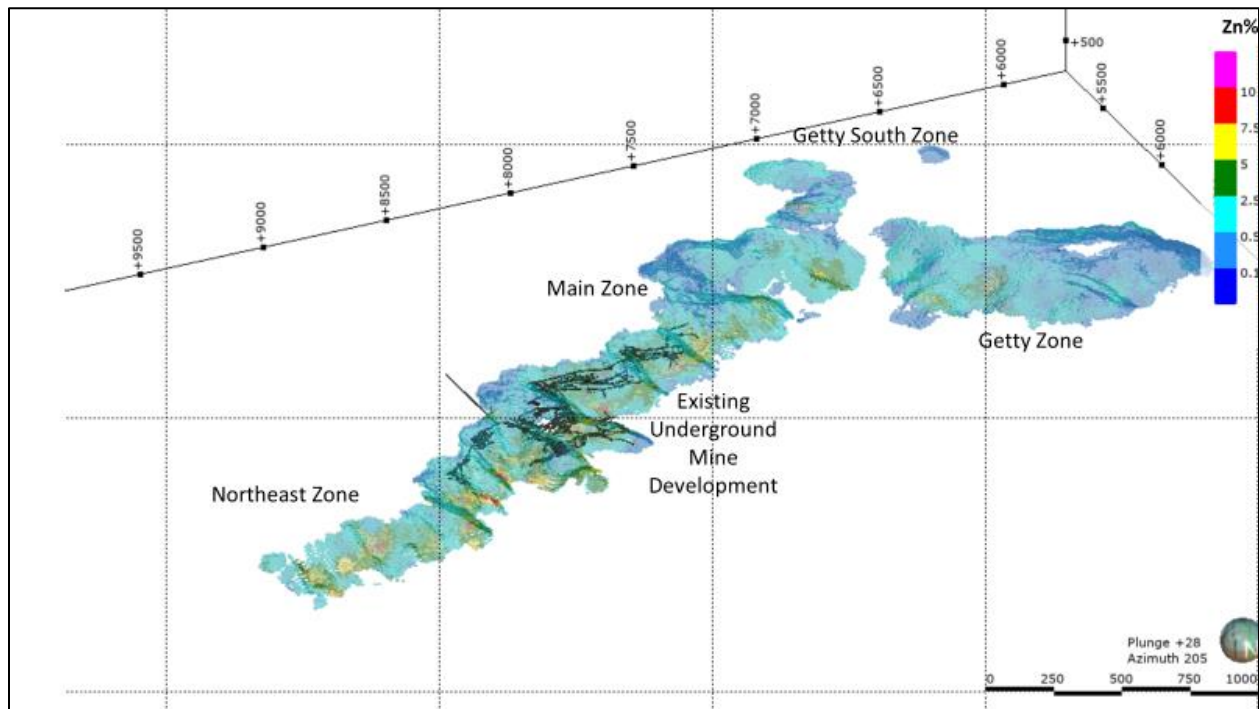 Zn%
+500
+6000
+5500
+6500
10
+7000
Getty South Zone
7.5
+7500
+6000
5
+8000
2.5
+8500
0.5
+9000
0.1
+9500
Main Zone
Getty Zone
Existing
Underground
Mine
Development
Northeast Zone
Plunge +28
Azimuth 205
0 250 500 750 1000